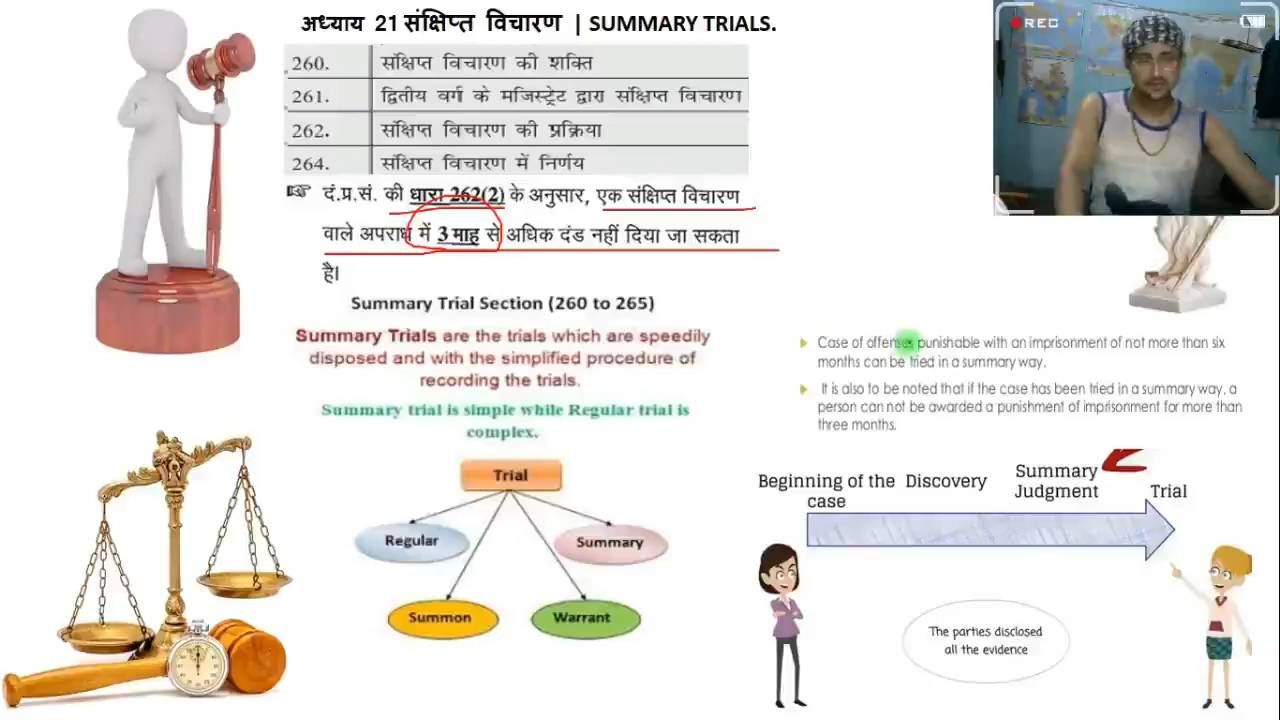 अध्याय 21 संक्षिप्त विचारण | SUMMARY TRIALS.
260. संक्षिप्त विचारण की शक्ति
261. द्वितीय वर्ग के मजिस्ट्रेट द्वारा संक्षिप्त विचारण
262. संक्षिप्त विचारण की प्रक्रिया
264. संक्षिप्त विचारण में निर्णय
दं.प्र.सं. की धारा 262(2) के अनुसार, एक संक्षिप्त विचारण
वाले अपराध में 3 माह से अधिक दंड नहीं दिया जा सकता
है।
Summary Trial Section (260 to 265)
Summary Trials are the trials which are speedily
disposed and with the simplified procedure of
recording the trials.
Summary trial is simple while Regular trial is
complex.
Trial
Regular
Summary
Summon
Warrant
REC
Case of offenses punishable with an imprisonment of not more than six
months can be tried in a summary way.
It is also to be noted that if the case has been tried in a summary way, a
person can not be awarded a punishment of imprisonment for more than
three months.
Beginning of the
case
Discovery
Summary
Judgment
Trial
The parties disclosed
all the evidence